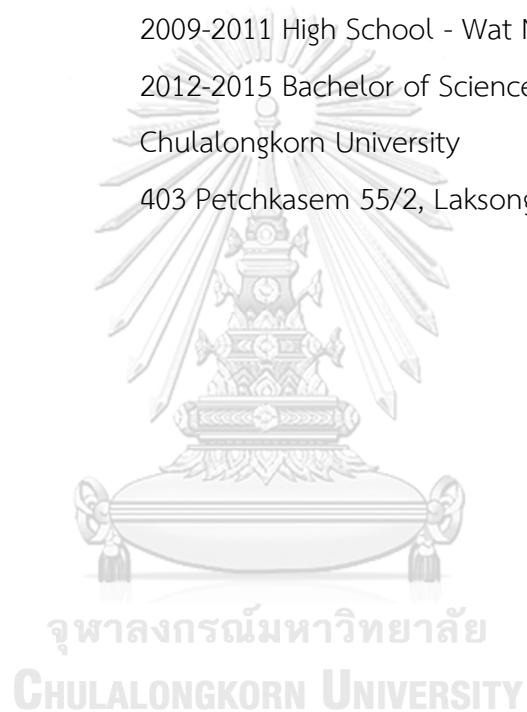 2009-2011 High School - Wat
2012-2015 Bachelor of Science
Chulalongkorn University
403 Petchkasem 55/2, Laksong
จุฬาลงกรณ์มหาวิทยาลัย
CHULALONGKORN UNIVERSITY